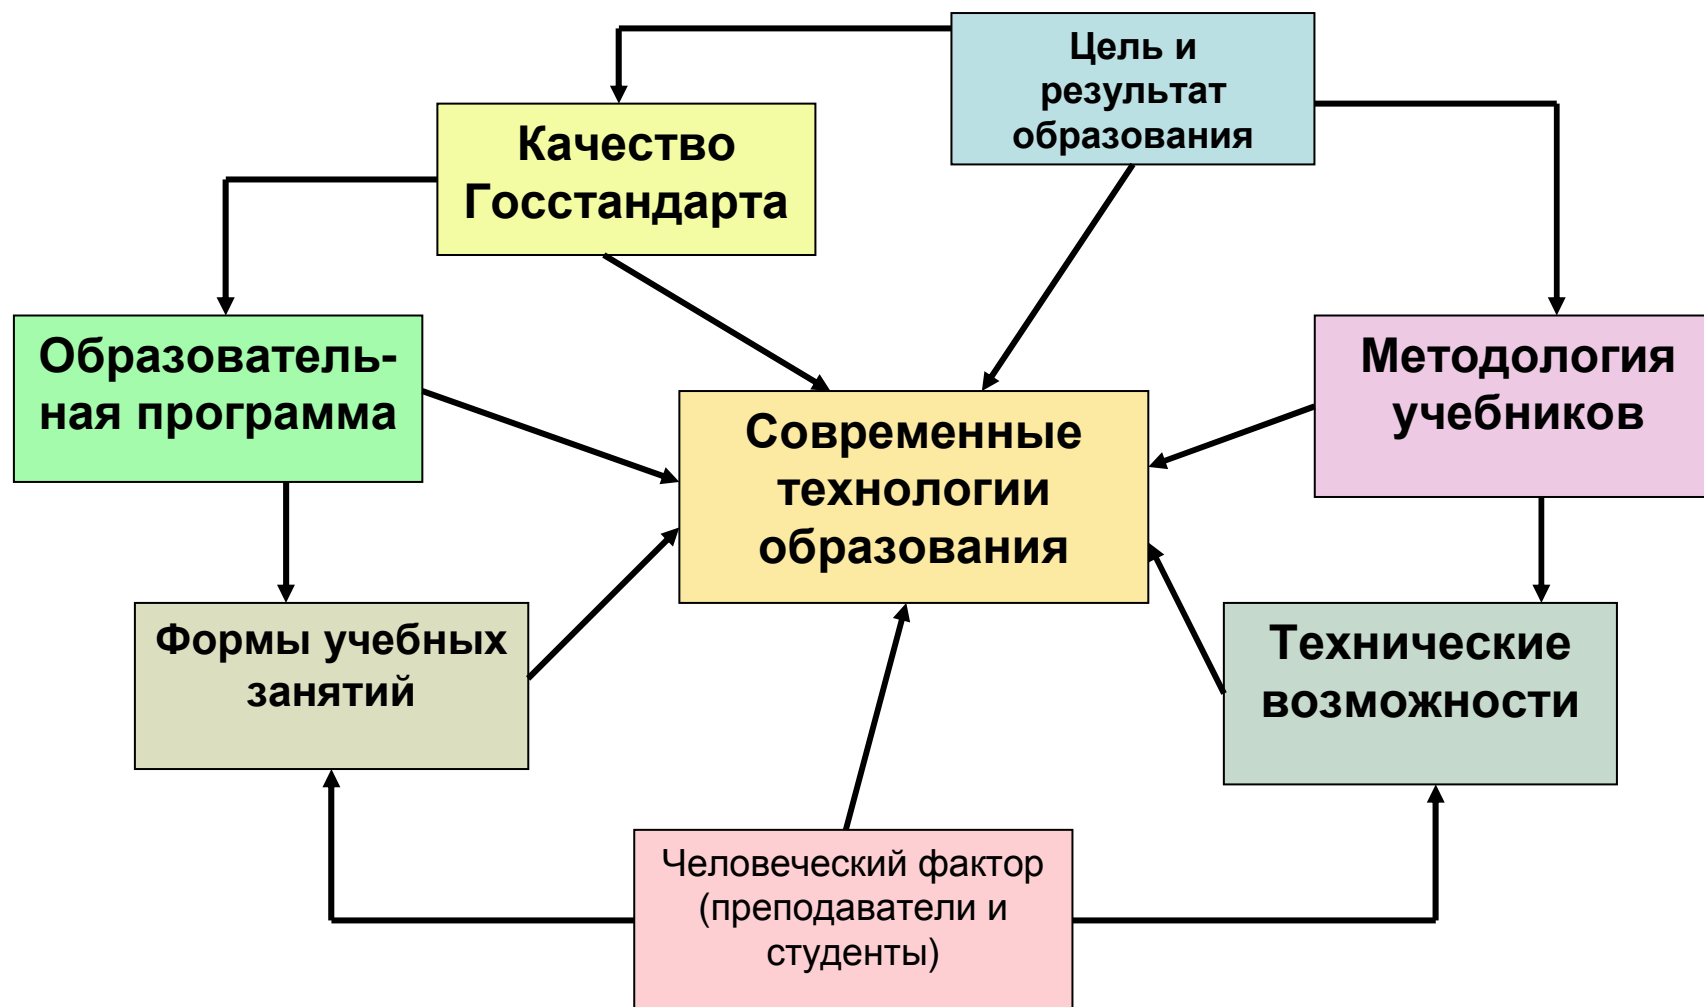 Цель и
результат
образования
Качество
Госстандарта
Образователь-
ная программа
Методология
учебников
Современные
технологии
образования
Формы учебных
занятий
Технические
возможности
Человеческий фактор
(преподаватели и
студенты)